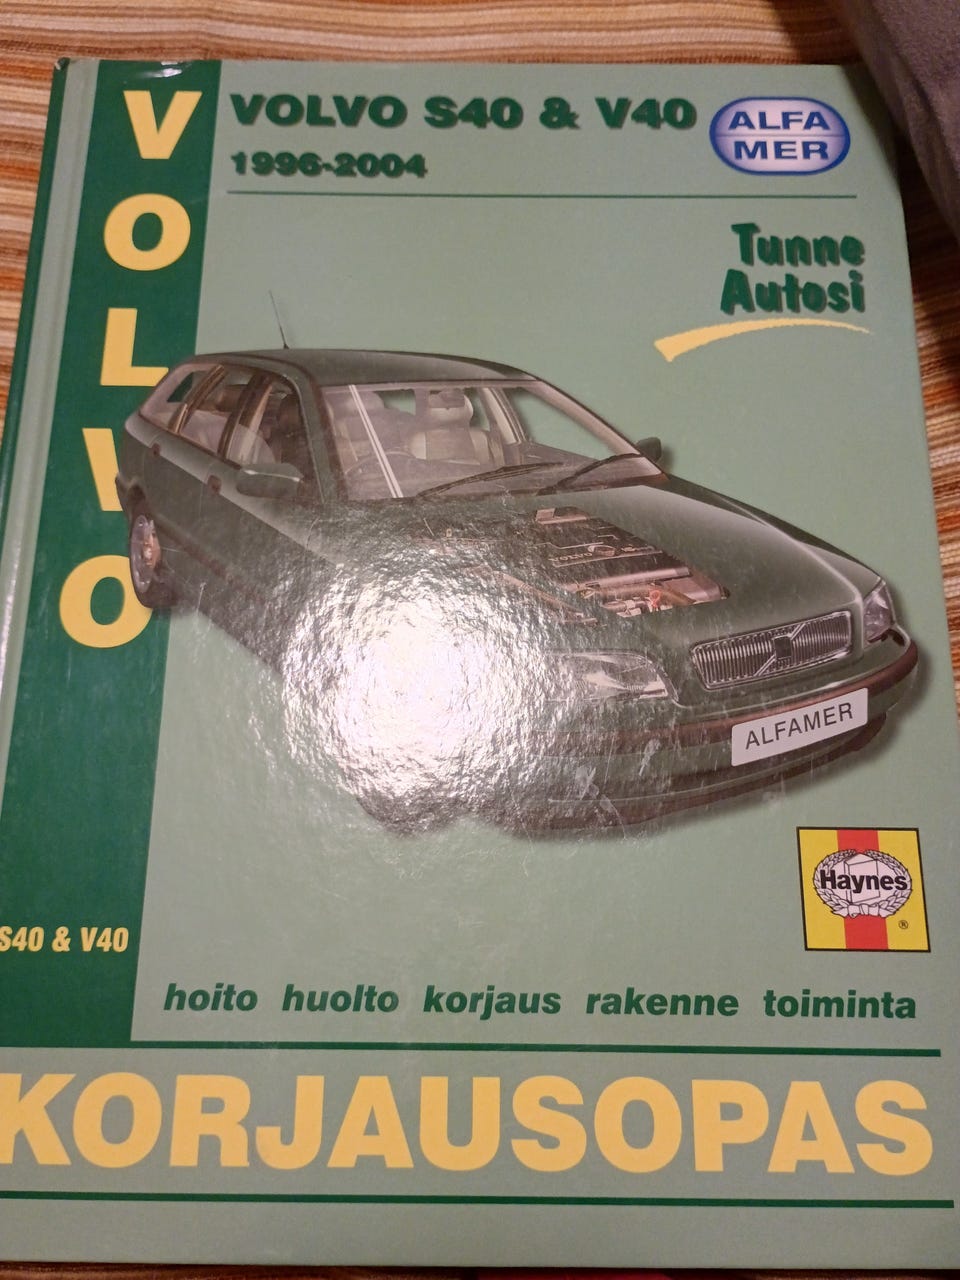 VOLVO
VOLVO S40 & V40
1996-2004
ALFA
MER
Tunne
Autosi
ALFAMER
Haynes
®
S40 & V40
hoito huolto korjaus rakenne toiminta
KORJAUSOPAS